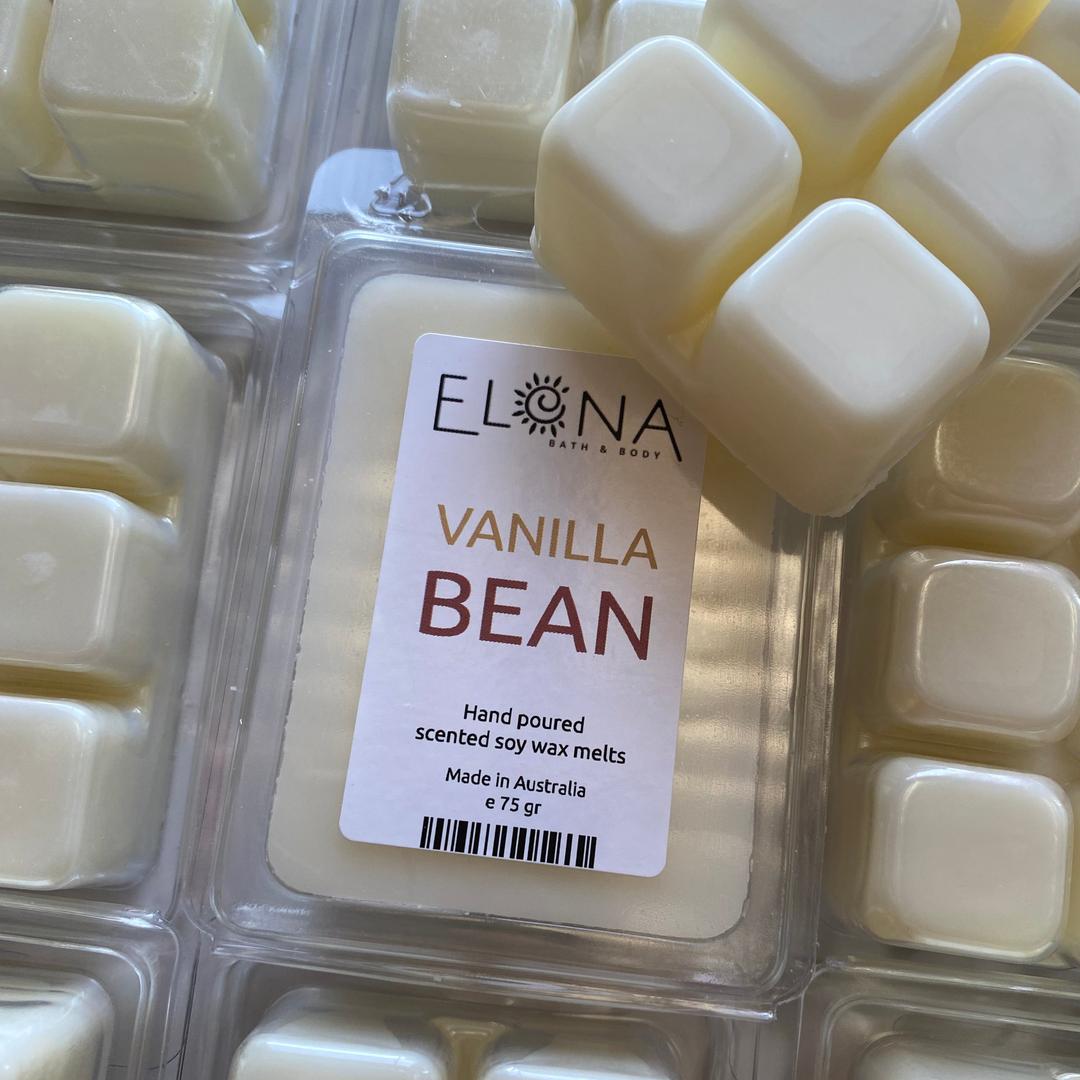 ELONA
BATH & BODY
VANILLA
BEAN
Hand poured
scented soy wax melts
Made in Australia
e 75 gr